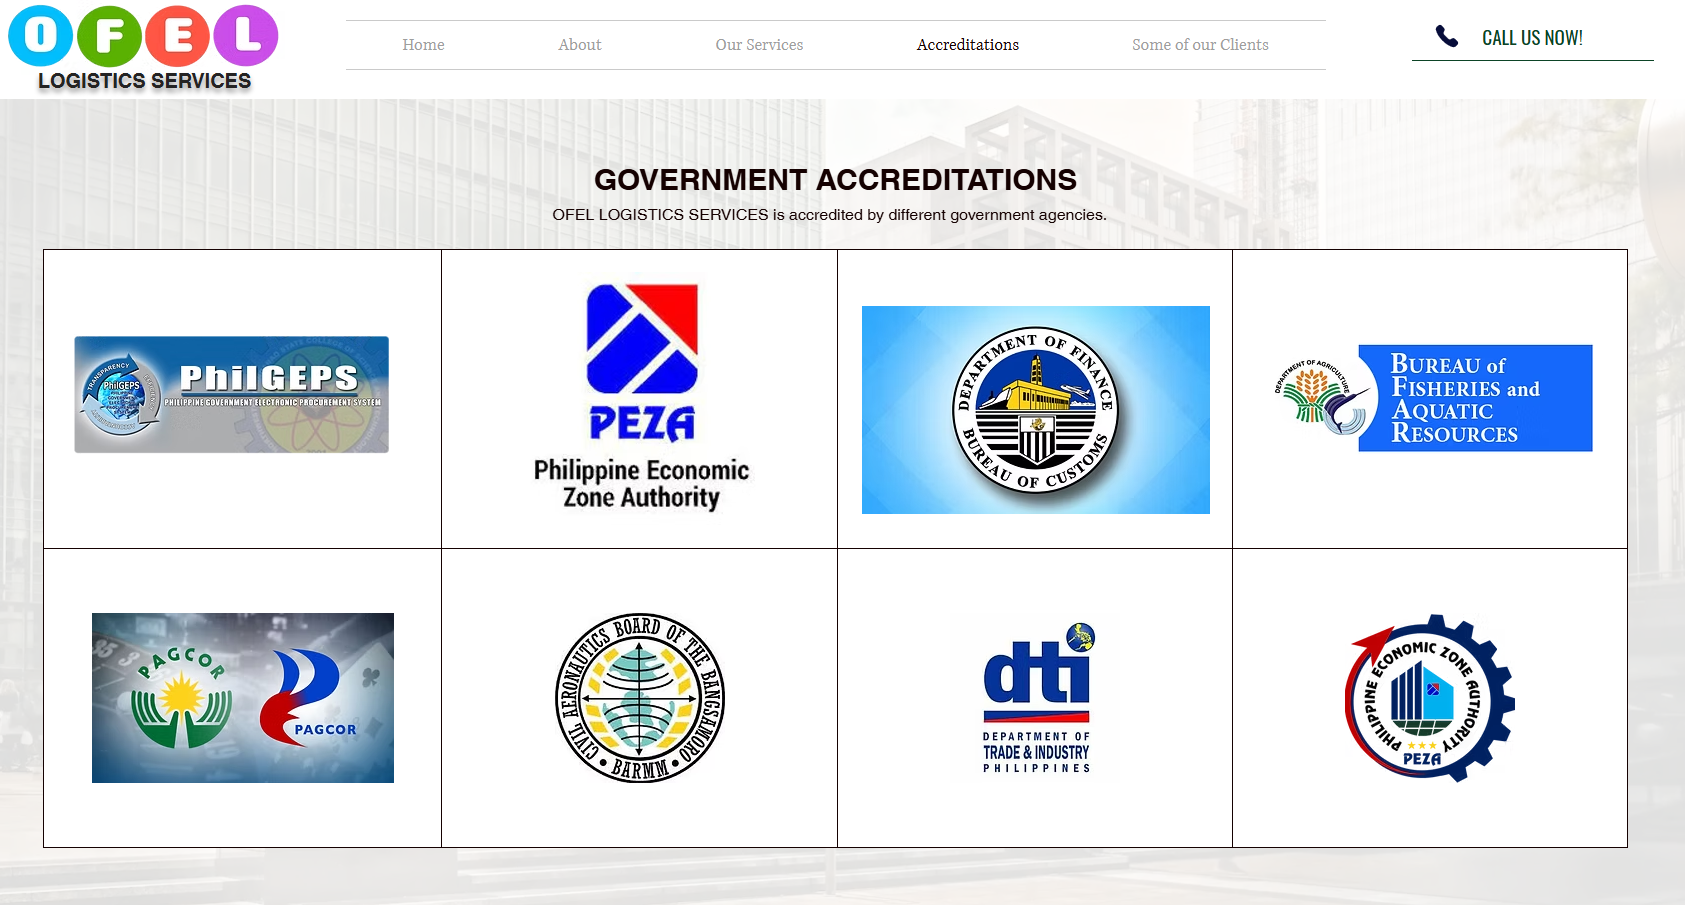 OFEL
LOGISTICS SERVICES
Home
About
Our Services
Accreditations
Some of our Clients
CALL US NOW!
GOVERNMENT ACCREDITATIONS
OFEL LOGISTICS SERVICES is accredited by different government agencies.
TRANSPARENCY
PhilGEPS
PhilGEPS
PHILIPPINE GOVERNMENT ELECTRONIC PROCUREMENT SYSTEM
PEZA
Philippine Economic
Zone Authority
DEPARTMENT OF FINANCE
BUREAU OF CUSTOMS
DEPARTMENT OF AGRICULTURE
BUREAU of
FISHERIES and
AQUATIC
RESOURCES
PAGCOR
PAGCOR
CIVIL AERONAUTICS BOARD OF THE BANGSAMORO
• BARMM •
dti
DEPARTMENT OF
TRADE & INDUSTRY
PHILIPPINES
PHILIPPINE ECONOMIC ZONE AUTHORITY
PEZA